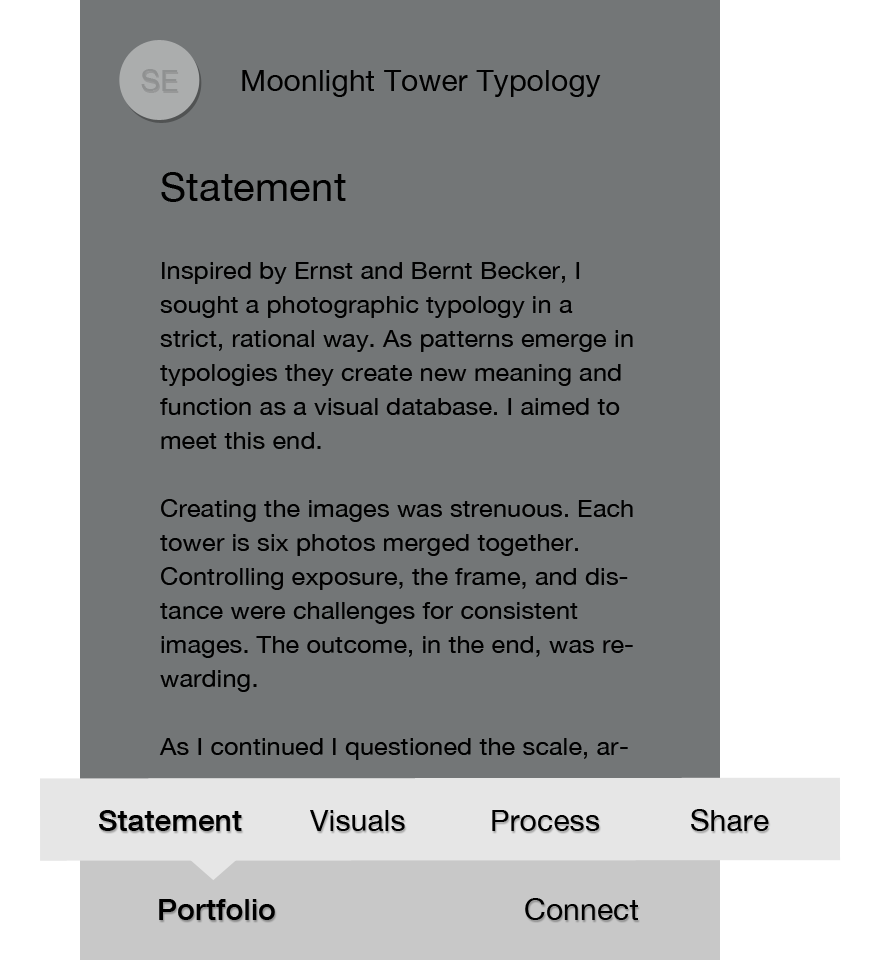 SE
Moonlight Tower Typology
Statement
Inspired by Ernst and Bernt Becker, I
sought a photographic typology in a
strict, rational way. As patterns emerge in
typologies they create new meaning and
function as a visual database. I aimed to
meet this end.
Creating the images was strenuous. Each
tower is six photos merged together.
Controlling exposure, the frame, and dis-
tance were challenges for consistent
images. The outcome, in the end, was re-
warding.
As I continued I questioned the scale, ar-
Statement Visuals Process Share
Portfolio Connect